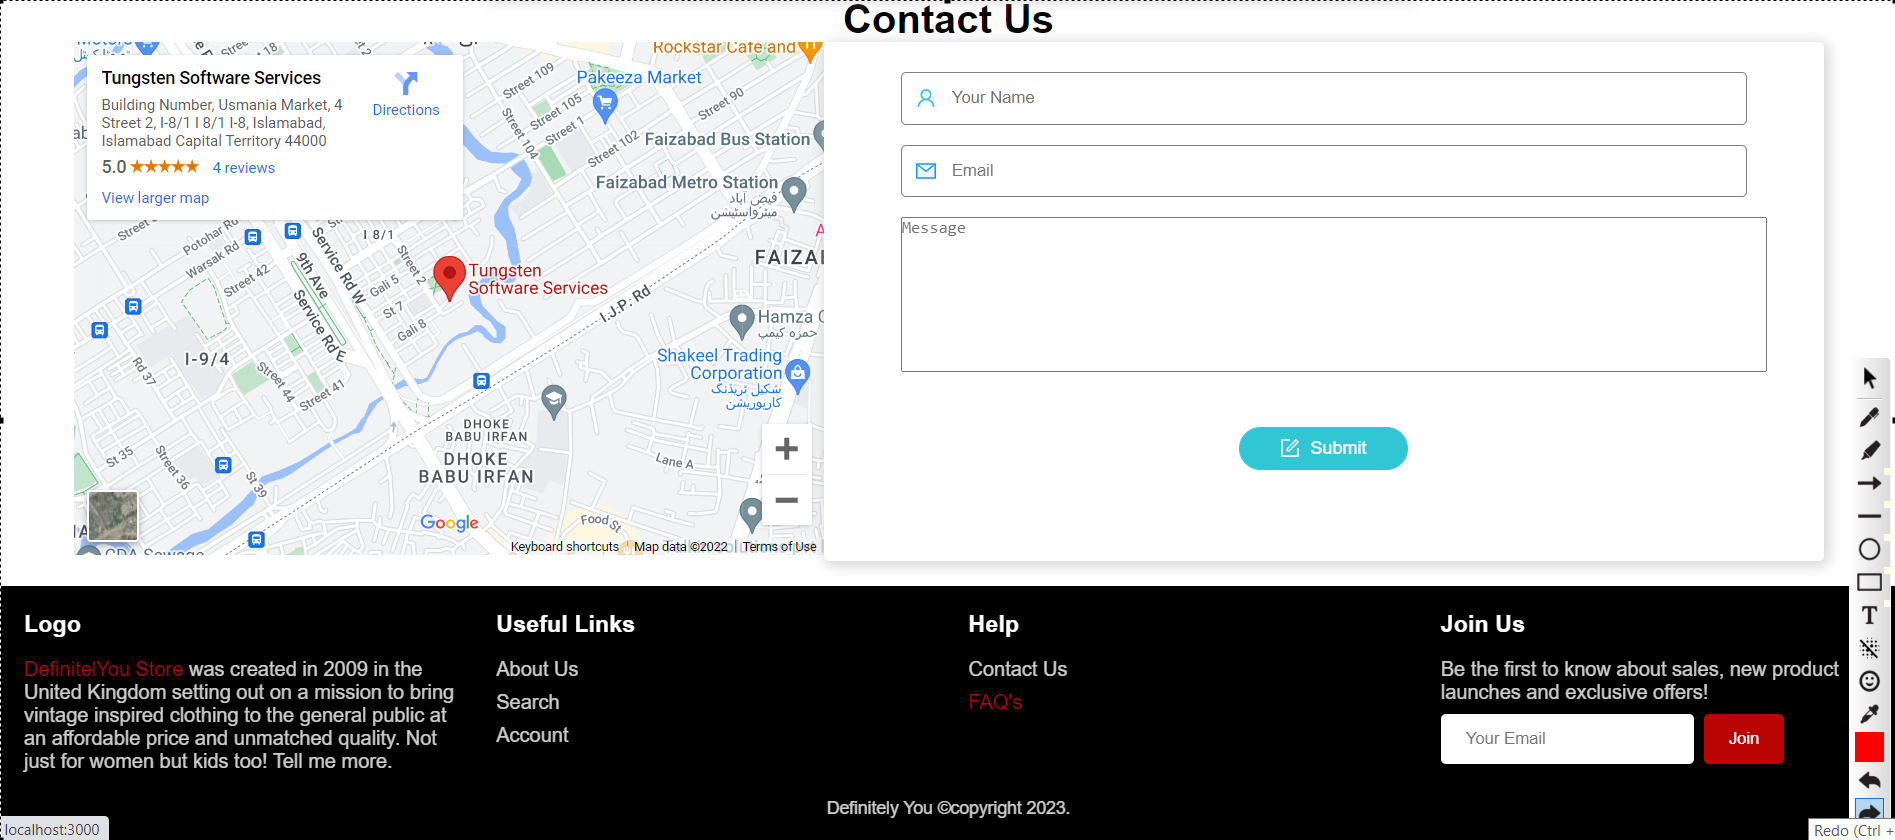 Contact Us
Rockstar Cafe and
Street 109
Pakeeza Market
Street 105
Street 90
Street 1
Street 104
Street 102
Faizabad Bus Station
Faizabad Metro Station
فيض آباد
ميٹرواسٹیشن
Tungsten Software Services
Directions
Building Number, Usmania Market, 4
Street 2, I-8/1 I 8/1 I-8, Islamabad,
Islamabad Capital Territory 44000
5.0
4 reviews
View larger map
Potohar Rd
Warsak Rd
Street 42
Service Rd W
9th Ave
Service Rd E
I 8/1
Street 2
Gali 5
St 7
Gali 8
Tungsten
Software Services
I.J.P. Rd
FAIZA
Hamza
حمزه کیمپ
Shakeel Trading
Corporation
شکیل ٹریڈنگ
کارپوریشن
I-9/4
Rd 37
Street 44
Street 41
DHOKE
BABU IRFAN
DHOKE
BABU IRFAN
St 35
Street 36
St 39
Lane A
Food St
Google
Keyboard shortcuts
Map data ©2022
Terms of Use
Your Name
Email
Message
Submit
Logo
DefinitelYou Store was created in 2009 in the
United Kingdom setting out on a mission to bring
vintage inspired clothing to the general public at
an affordable price and unmatched quality. Not
just for women but kids too! Tell me more.
Useful Links
About Us
Search
Account
Help
Contact Us
FAQ's
Join Us
Be the first to know about sales, new product
launches and exclusive offers!
Your Email
Join
Definitely You ©copyright 2023.
localhost:3000
T
Redo (Ctrl +